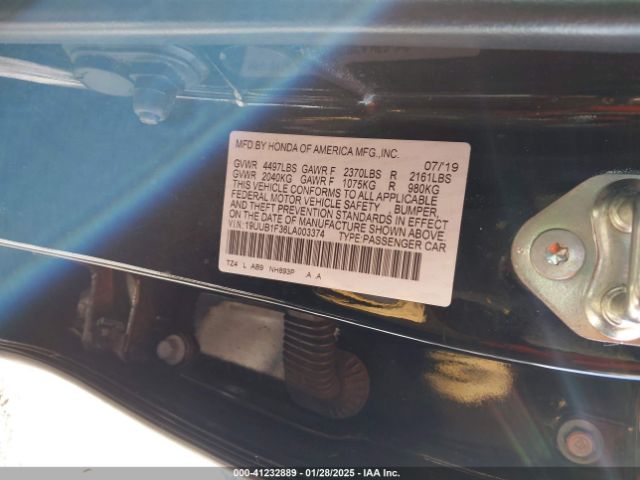 MFD BY HONDA OF AMERICA MFG.,INC. 07/'19
GVWR 4497LBS GAWR F 2370LBS R 2161LBS
GVWR 2040KG GAWR F 1075KG R 980KG
THIS VEHICLE CONFORMS TO ALL APPLICABLE
FEDERAL MOTOR VEHICLE SAFETY BUMPER,
AND THEFT PREVENTION STANDARDS IN EFFECT
ON THE DATE OF MANUFACTURE SHOWN ABOVE
V.I.N:19UUB1F36LA003374 TYPE:PASSENGER CAR
TZ4 L AB9 NH893P A A
000-41232889 - 01/28/2025 - IAA Inc.